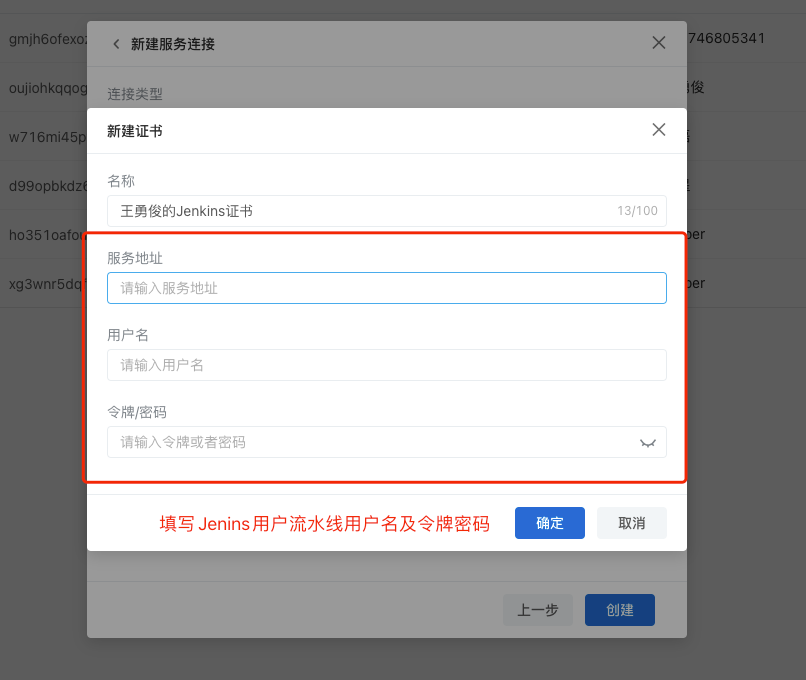 gmjh6ofexoz
新建服务连接
746805341
oujiohkqqog
连接类型
俊
w716mi45p
新建证书
d99opbkdz6
名称
王勇俊的Jenkins证书
13/100
ho351oafou
ber
服务地址
xg3wnr5dq
ber
请输入服务地址
用户名
请输入用户名
令牌/密码
请输入令牌或者密码
填写Jenins用户流水线用户名及令牌密码
确定
取消
上一步
创建